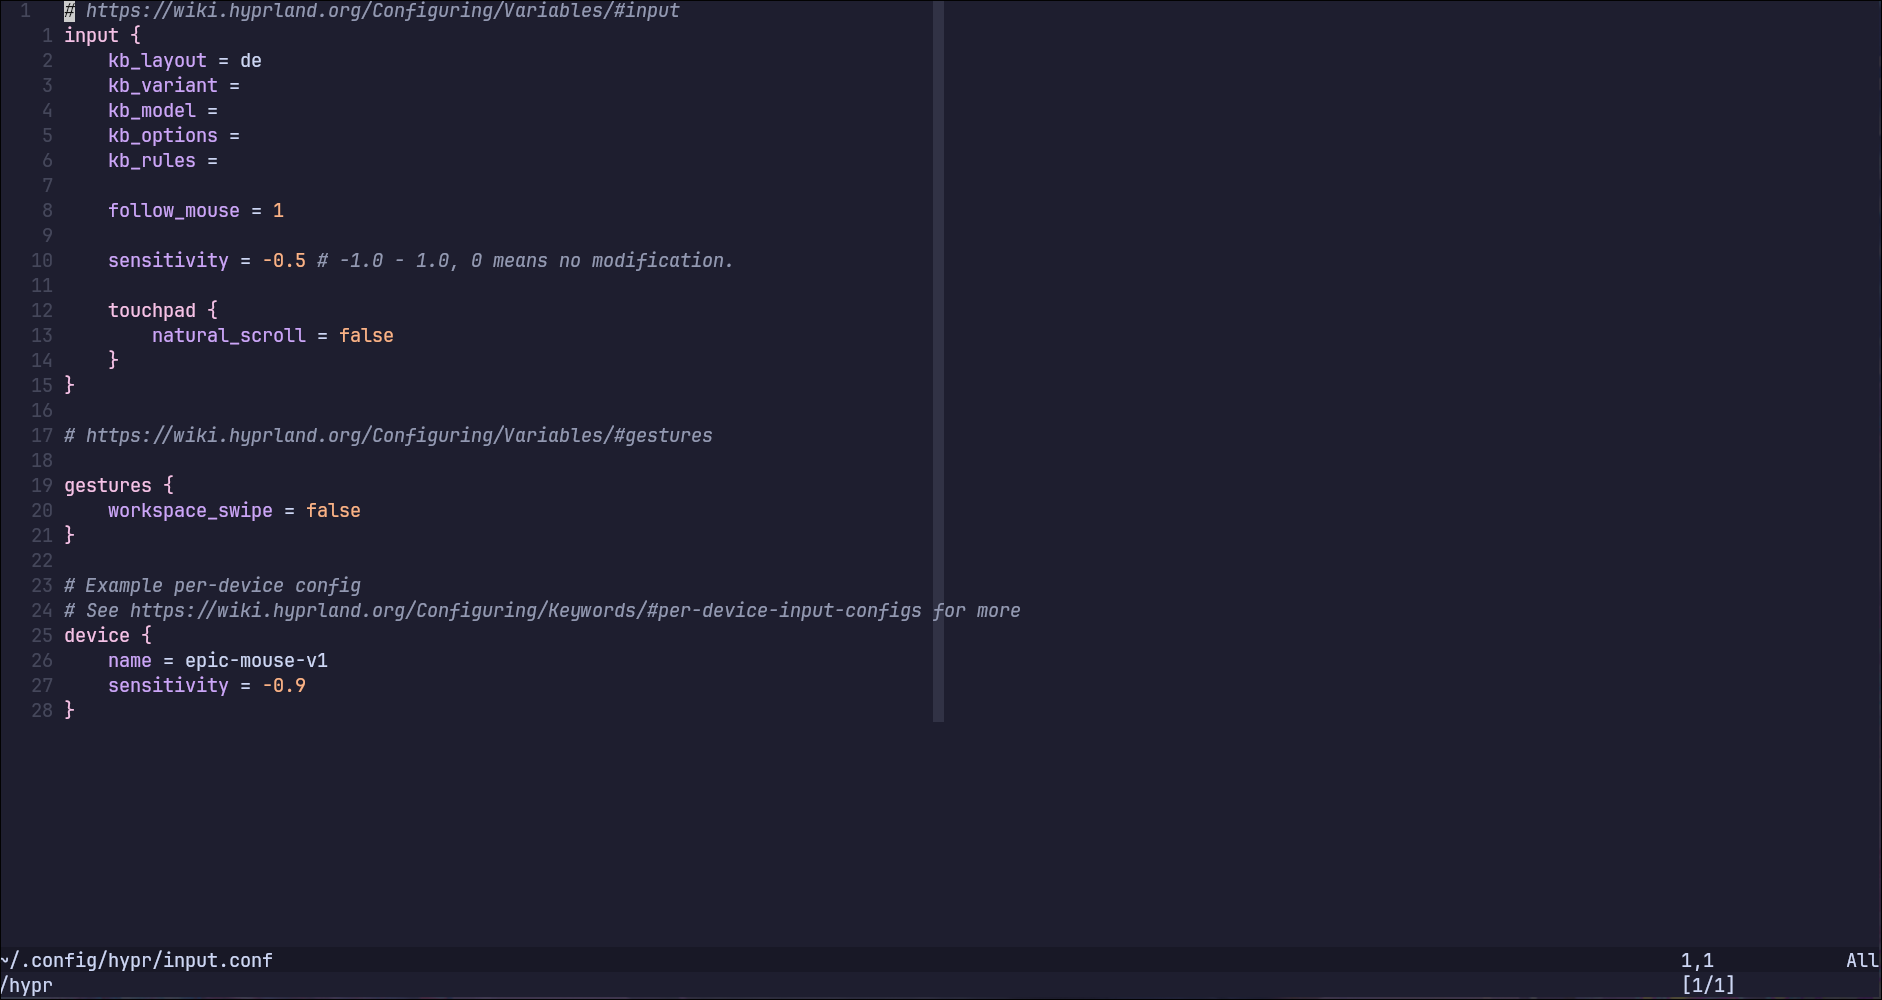 1 # https://wiki.hyprland.org/Configuring/Variables/#input
1 input {
2 kb_layout = de
3 kb_variant =
4 kb_model =
5 kb_options =
6 kb_rules =
7
8 follow_mouse = 1
9
10 sensitivity = -0.5 # -1.0 - 1.0, 0 means no modification.
11
12 touchpad {
13 natural_scroll = false
14 }
15 }
16
17 # https://wiki.hyprland.org/Configuring/Variables/#gestures
18
19 gestures {
20 workspace_swipe = false
21 }
22
23 # Example per-device config
24 # See https://wiki.hyprland.org/Configuring/Keywords/#per-device-input-configs for more
25 device {
26 name = epic-mouse-v1
27 sensitivity = -0.9
28 }
~/.config/hypr/input.conf 1,1 All
/hypr [1/1]